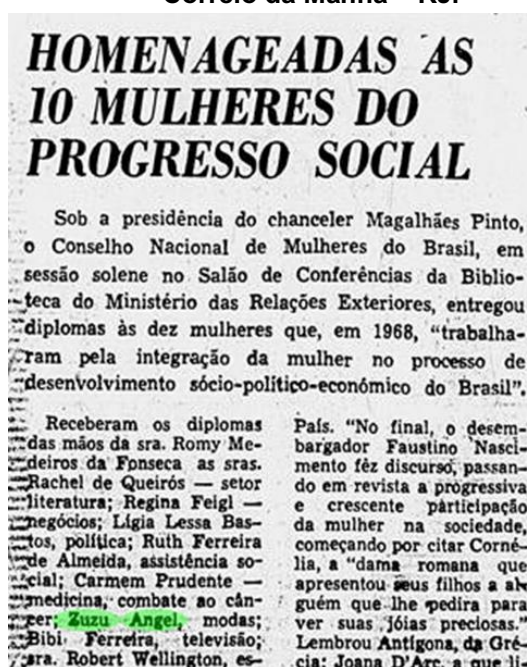 HOMENAGEADAS AS
10 MULHERES DO
PROGRESSO SOCIAL
Sob a presidência do chanceler Magalhães Pinto,
o Conselho Nacional de Mulheres do Brasil, em
sessão solene no Salão de Conferências da Biblio-
teca do Ministério das Relações Exteriores, entregou
diplomas às dez mulheres que, em 1968, "trabalha-
ram pela integração da mulher no processo de
desenvolvimento sócio-político-económico do Brasil".
Receberam os diplomas
das mãos da sra. Romy Me-
deiros da Fonseca as sras.
Rachel de Queirós — setor
literatura; Regina Feigl —
negócios; Lígia Lessa Bas-
tos, política; Ruth Ferreira
de Almeida, assistência so-
cial; Carmem Prudente —
medicina, combate ao cân-
cer; Zuzu Angel, modas;
Bibi Ferreira, televisão;
sra. Robert Wellington, es-
País. "No final, o desem-
bargador Faustino Nasci-
mento fêz discurso, passan-
do em revista a progressiva
e crescente participação
da mulher na sociedade,
começando por citar Corné-
lia, a "dama romana que
apresentou seus filhos a al-
guém que lhe pedira para
ver suas jóias preciosas."
Lembrou Antígona, da Gré-
cia; Joana D'Arc, que